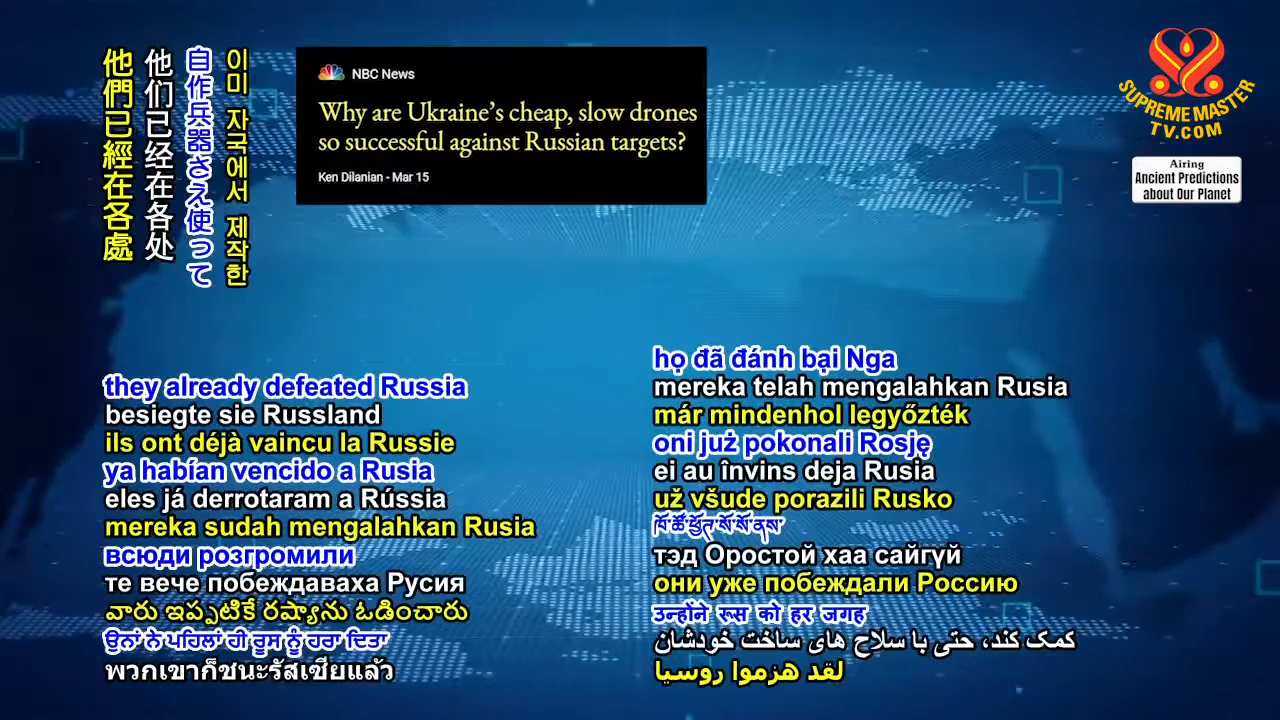 他們已經在各處
他们已经在各处
自作兵器さえ使って
이미 자국에서 제작한
NBC News
Why are Ukraine’s cheap, slow drones
so successful against Russian targets?
Ken Dilanian - Mar 15
SUPREME MASTER
TV.COM
Airing
Ancient Predictions
about Our Planet
they already defeated Russia
besiegte sie Russland
ils ont déjà vaincu la Russie
ya habían vencido a Rusia
eles já derrotaram a Rússia
mereka sudah mengalahkan Rusia
всюди розгромили
те вече побеждаваха Русия
వారు ఇప్పటికే రష్యాను ఓడించారు
ਉਨਾਂ ਨੇ ਪਹਿਲਾਂ ਹੀ ਰੂਸ ਨੂੰ ਹਰਾ ਦਿਤਾ
พวกเขาก็ชนะรัสเซียแล้ว
họ đã đánh bại Nga
mereka telah mengalahkan Rusia
már mindenhol legyőzték
oni już pokonali Rosję
ei au învins deja Rusia
už všude porazili Rusko
ཁོ་ཚོ་ཕྱོད་སོ་སོ་ནས་
тэд Оростой хаа сайгүй
они уже побеждали Россию
उन्होंने रूस को हर जगह
کمک کند، حتی با سلاح های ساخت خودشان
لقد هزموا روسيا